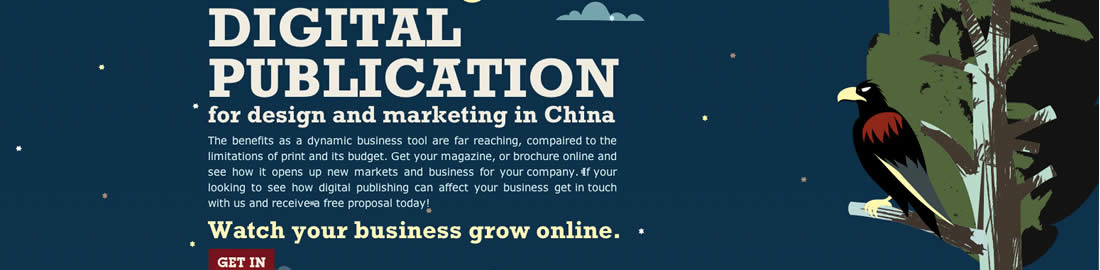 DIGITAL
PUBLICATION
for design and marketing in China
The benefits as a dynamic business tool are far reaching, compaired to the
limitations of print and its budget. Get your magazine, or brochure online and
see how it opens up new markets and business for your company. If your
looking to see how digital publishing can affect your business get in touch
with us and receive a free proposal today!
Watch your business grow online.
GET IN